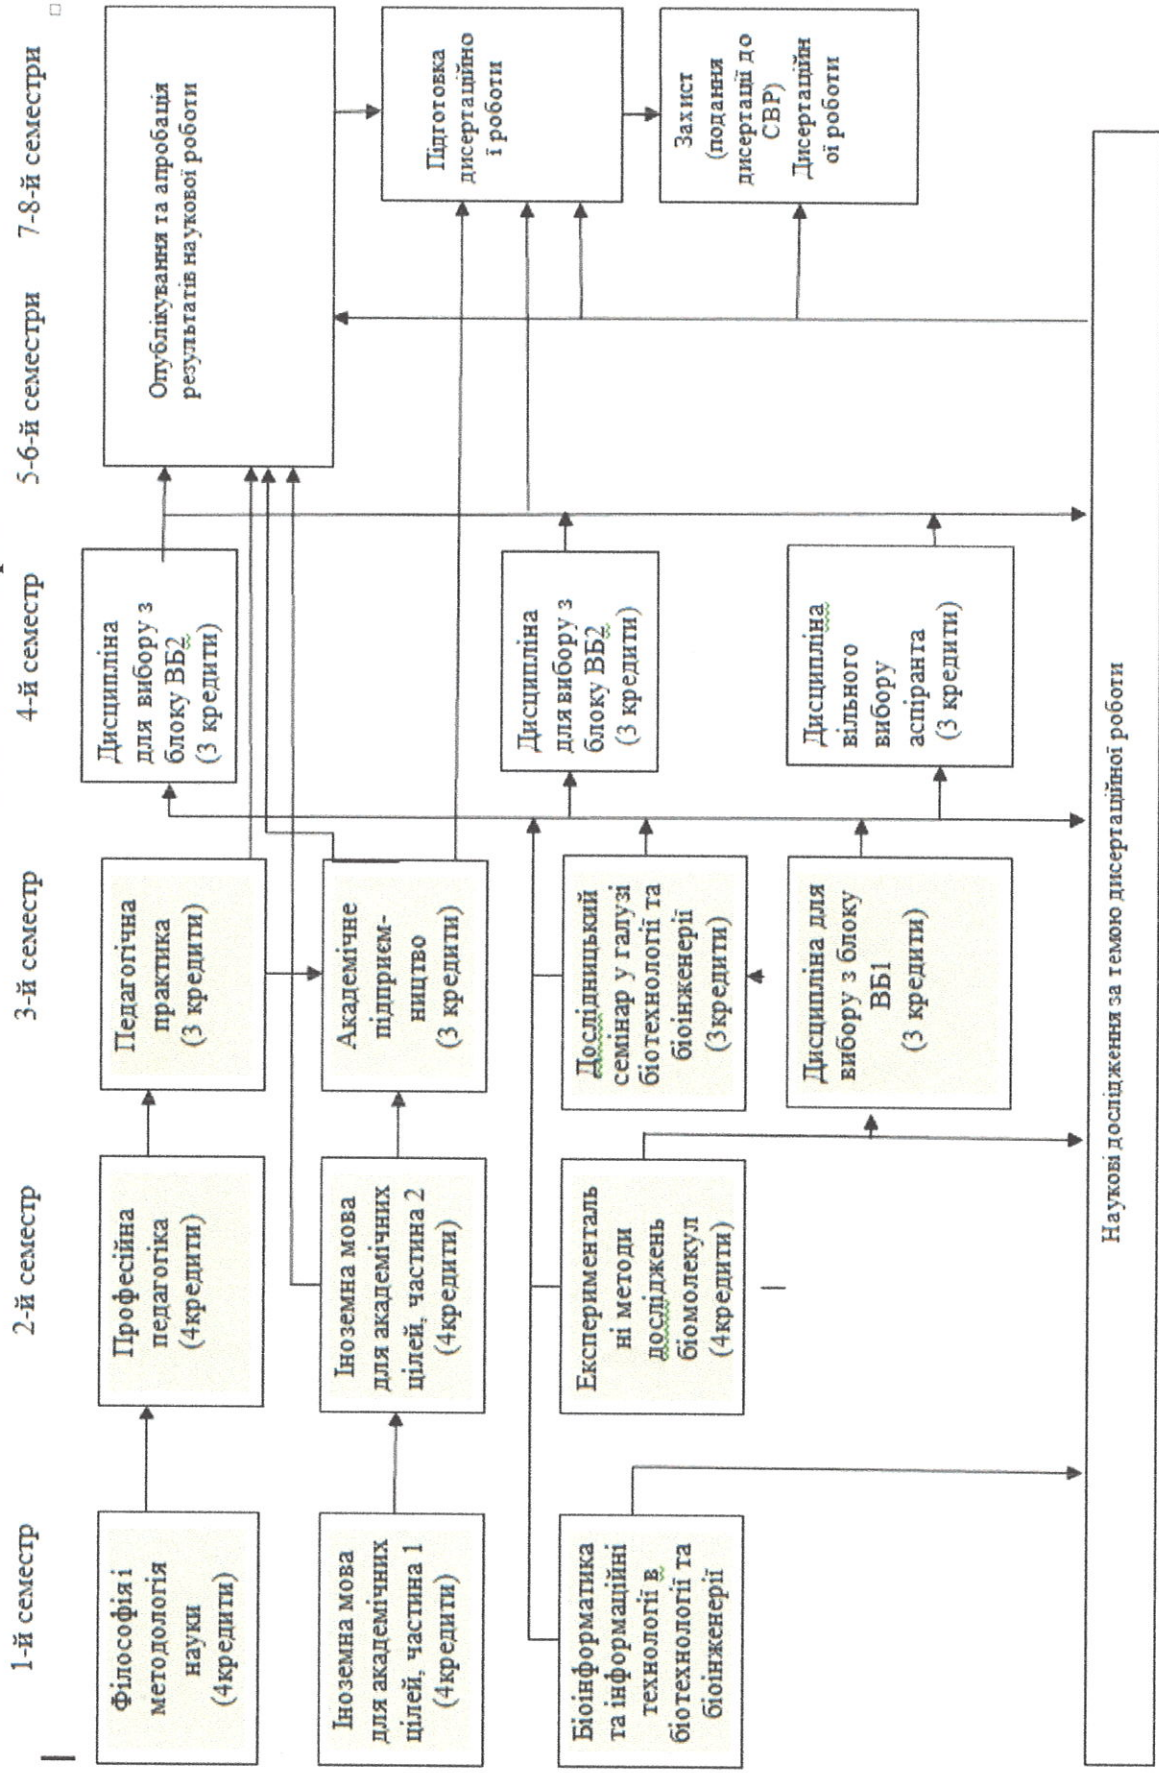 1-й семестр
2-й семестр
3-й семестр
4-й семестр
5-6-й семестри
7-8-й семестри
Філософія і
методологія
науки
(4кредити)
Іноземна мова
для академічних
цілей, частина 1
(4кредити)
Біоінформатика
та інформаційні
технології в
біотехнології та
біоінженерії
Професійна
педагогіка
(4кредити)
Іноземна мова
для академічних
цілей, частина 2
(4кредити)
Експерименталь
ні методи
досліджень
біомолекул
(4кредити)
Педагогічна
практика
(3 кредити)
Академічне
підприєм-
ництво
(3 кредити)
Дослідницький
семінар у галузі
біотехнології та
біоінженерії
(3кредити)
Дисципліна для
вибору з блоку
ВБ1
(3 кредити)
Дисципліна
для вибору з
блоку ВБ2
(3 кредити)
Дисципліна
для вибору з
блоку ВБ2
(3 кредити)
Дисципліна
вільного
вибору
аспіранта
(3 кредити)
Опублікування та апробація
результатів наукової роботи
Підготовка
дисертаційно
ї роботи
Захист
(подання
дисертації до
СВР)
Дисертаційн
ої роботи
Наукові дослідження за темою дисертаційної роботи